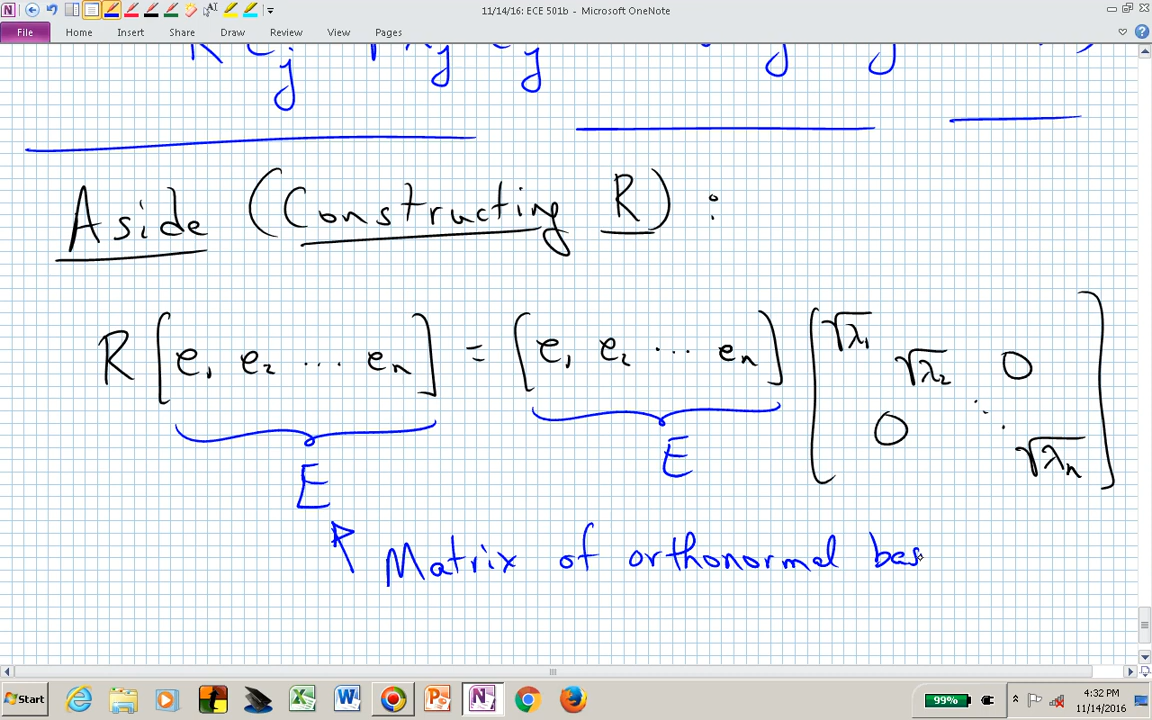 11/14/16: ECE 501b - Microsoft OneNote
File Home Insert Share Draw Review View Pages
Aside (Constructing R):
R [e₁ e₂ ⋯ eₙ] = [e₁ e₂ ⋯ eₙ] [√λ₁
√λ₂ 0
0 ⋱
√λₙ]
E E
Matrix of orthonormal bas
Start
99%
4:32 PM
11/14/2016